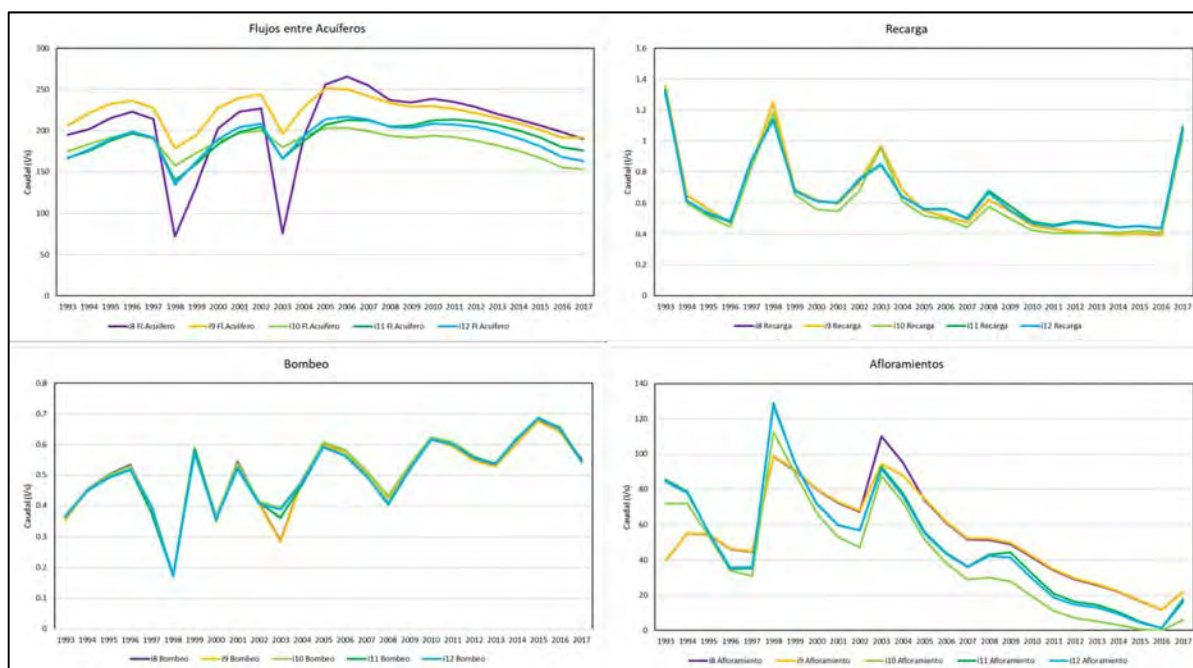 Flujos entre Acuíferos
300
250
200
150
100
50
0
Caudal (l/s)
1993 1994 1995 1996 1997 1998 1999 2000 2001 2002 2003 2004 2005 2006 2007 2008 2009 2010 2011 2012 2013 2014 2015 2016 2017
i8 Fl.Acuífero i9 Fl.Acuífero i10 Fl.Acuífero i11 Fl.Acuífero i12 Fl.Acuífero
Recarga
1.6
1.4
1.2
1
0.8
0.6
0.4
0.2
0
Caudal (l/s)
1993 1994 1995 1996 1997 1998 1999 2000 2001 2002 2003 2004 2005 2006 2007 2008 2009 2010 2011 2012 2013 2014 2015 2016 2017
i8 Recarga i9 Recarga i10 Recarga i11 Recarga i12 Recarga
Bombeo
0.8
0.7
0.6
0.5
0.4
0.3
0.2
0.1
0
Caudal (l/s)
1993 1994 1995 1996 1997 1998 1999 2000 2001 2002 2003 2004 2005 2006 2007 2008 2009 2010 2011 2012 2013 2014 2015 2016 2017
i8 Bombeo i9 Bombeo i10 Bombeo i11 Bombeo i12 Bombeo
Afloramientos
140
120
100
80
60
40
20
0
Caudal (l/s)
1993 1994 1995 1996 1997 1998 1999 2000 2001 2002 2003 2004 2005 2006 2007 2008 2009 2010 2011 2012 2013 2014 2015 2016 2017
i8 Afloramiento i9 Afloramiento i10 Afloramiento i11 Afloramiento i12 Afloramiento